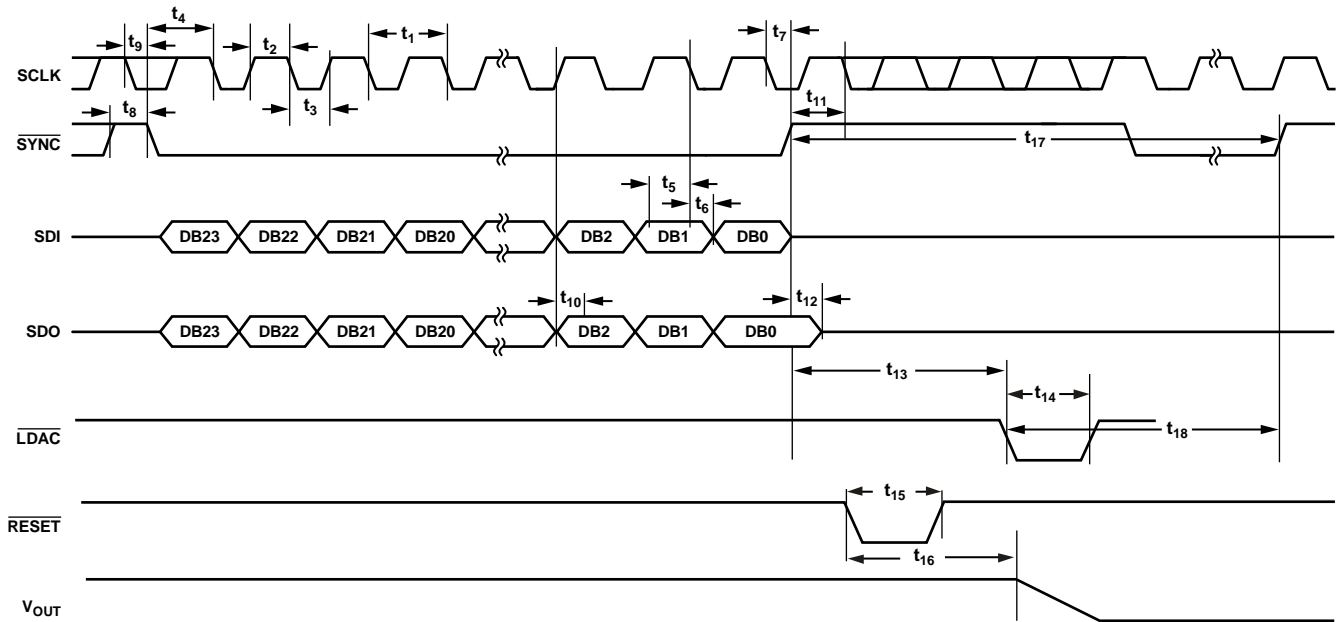 t4
t9
t2
t1
t7
SCLK
t8
t3
t11
SYNC
t17
t5
t6
SDI
DB23
DB22
DB21
DB20
DB2
DB1
DB0
t10
t12
SDO
DB23
DB22
DB21
DB20
DB2
DB1
DB0
t13
t14
LDAC
t18
t15
RESET
t16
VOUT